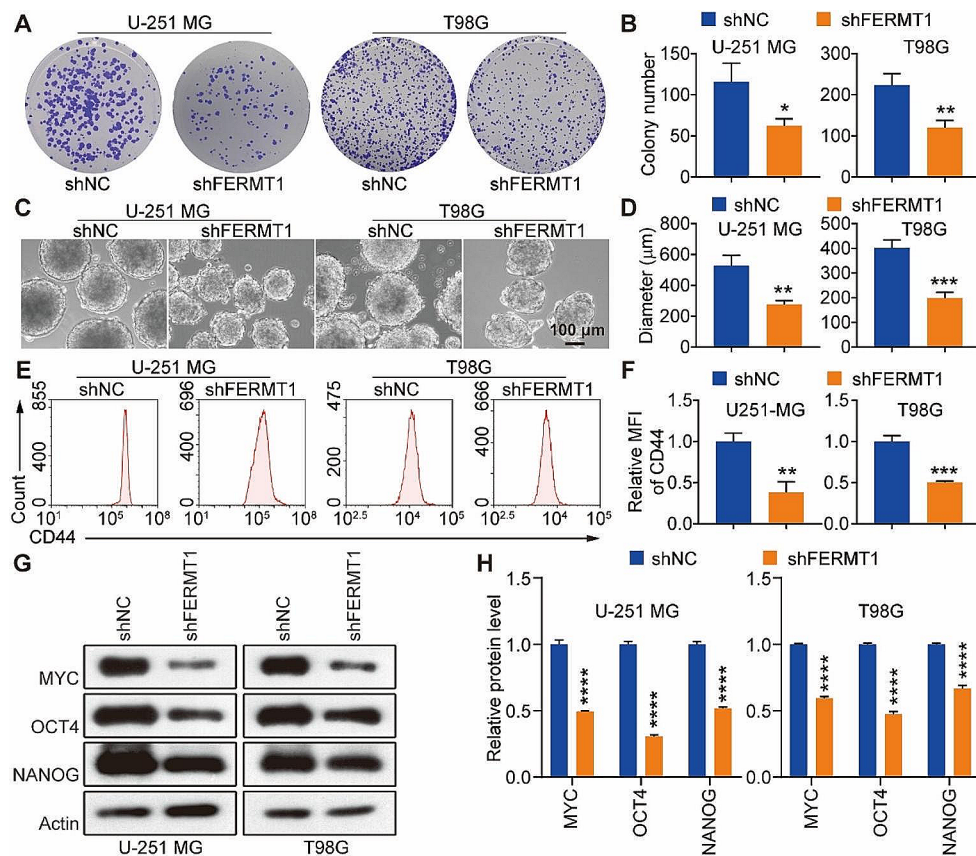 A
U-251 MG
T98G
shNC
shFERMT1
shNC
shFERMT1
B
shNC
shFERMT1
U-251 MG
T98G
Colony number
150
100
50
0
*
300
200
100
0
**
C
U-251 MG
T98G
shNC
shFERMT1
shNC
shFERMT1
100 µm
D
shNC
shFERMT1
U-251 MG
T98G
Diameter (µm)
800
600
400
200
0
**
500
400
300
200
100
0
***
E
U-251 MG
T98G
shNC
shFERMT1
shNC
shFERMT1
Count
855
400
0
10¹ 10⁵ 10⁸
696
400
0
10¹ 10⁵ 10⁸
475
200
0
10².⁵ 10⁴ 10⁵
666
400
0
10².⁵ 10⁴ 10⁵
CD44
F
shNC
shFERMT1
U251-MG
T98G
Relative MFI
of CD44
1.5
1.0
0.5
0.0
**
1.5
1.0
0.5
0.0
***
G
shNC
shFERMT1
shNC
shFERMT1
MYC
OCT4
NANOG
Actin
U-251 MG
T98G
H
shNC
shFERMT1
U-251 MG
T98G
Relative protein level
1.5
1.0
0.5
0.0
****
****
****
MYC
OCT4
NANOG
1.5
1.0
0.5
0.0
****
****
****
MYC
OCT4
NANOG